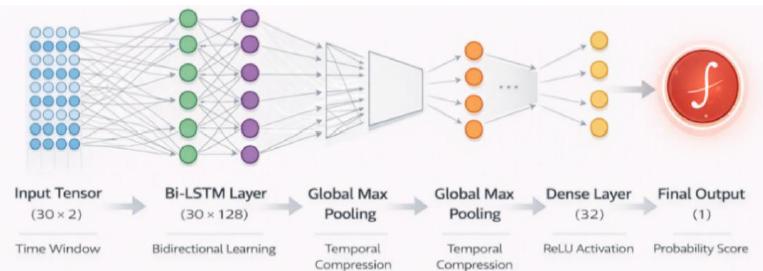 Input Tensor
(30 × 2)
Time Window
Bi-LSTM Layer
(30 × 128)
Bidirectional Learning
Global Max
Pooling
Temporal
Compression
Global Max
Pooling
Temporal
Compression
Dense Layer
(32)
ReLU Activation
Final Output
(1)
Probability Score